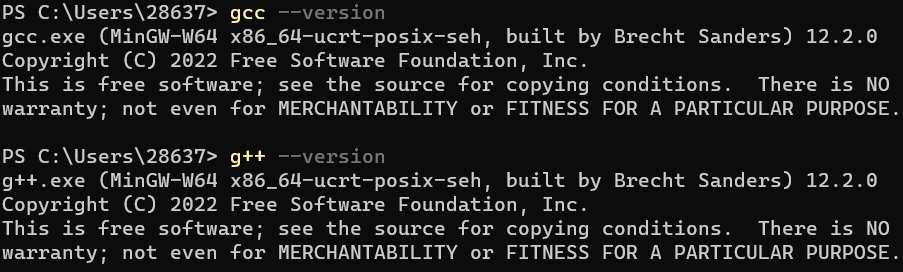 PS C:\Users\28637> gcc --version
gcc.exe (MinGW-W64 x86_64-ucrt-posix-seh, built by Brecht Sanders) 12.2.0
Copyright (C) 2022 Free Software Foundation, Inc.
This is free software; see the source for copying conditions.  There is NO
warranty; not even for MERCHANTABILITY or FITNESS FOR A PARTICULAR PURPOSE.
PS C:\Users\28637> g++ --version
g++.exe (MinGW-W64 x86_64-ucrt-posix-seh, built by Brecht Sanders) 12.2.0
Copyright (C) 2022 Free Software Foundation, Inc.
This is free software; see the source for copying conditions.  There is NO
warranty; not even for MERCHANTABILITY or FITNESS FOR A PARTICULAR PURPOSE.